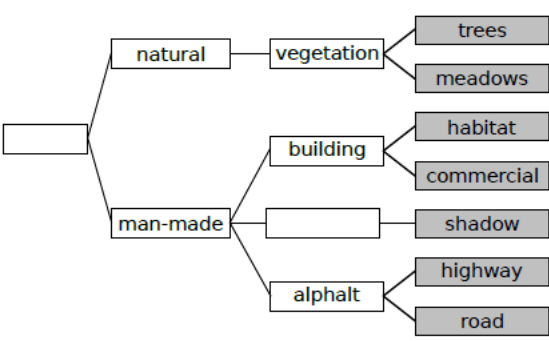 natural
vegetation
trees
meadows
man-made
building
habitat
commercial
shadow
alphalt
highway
road